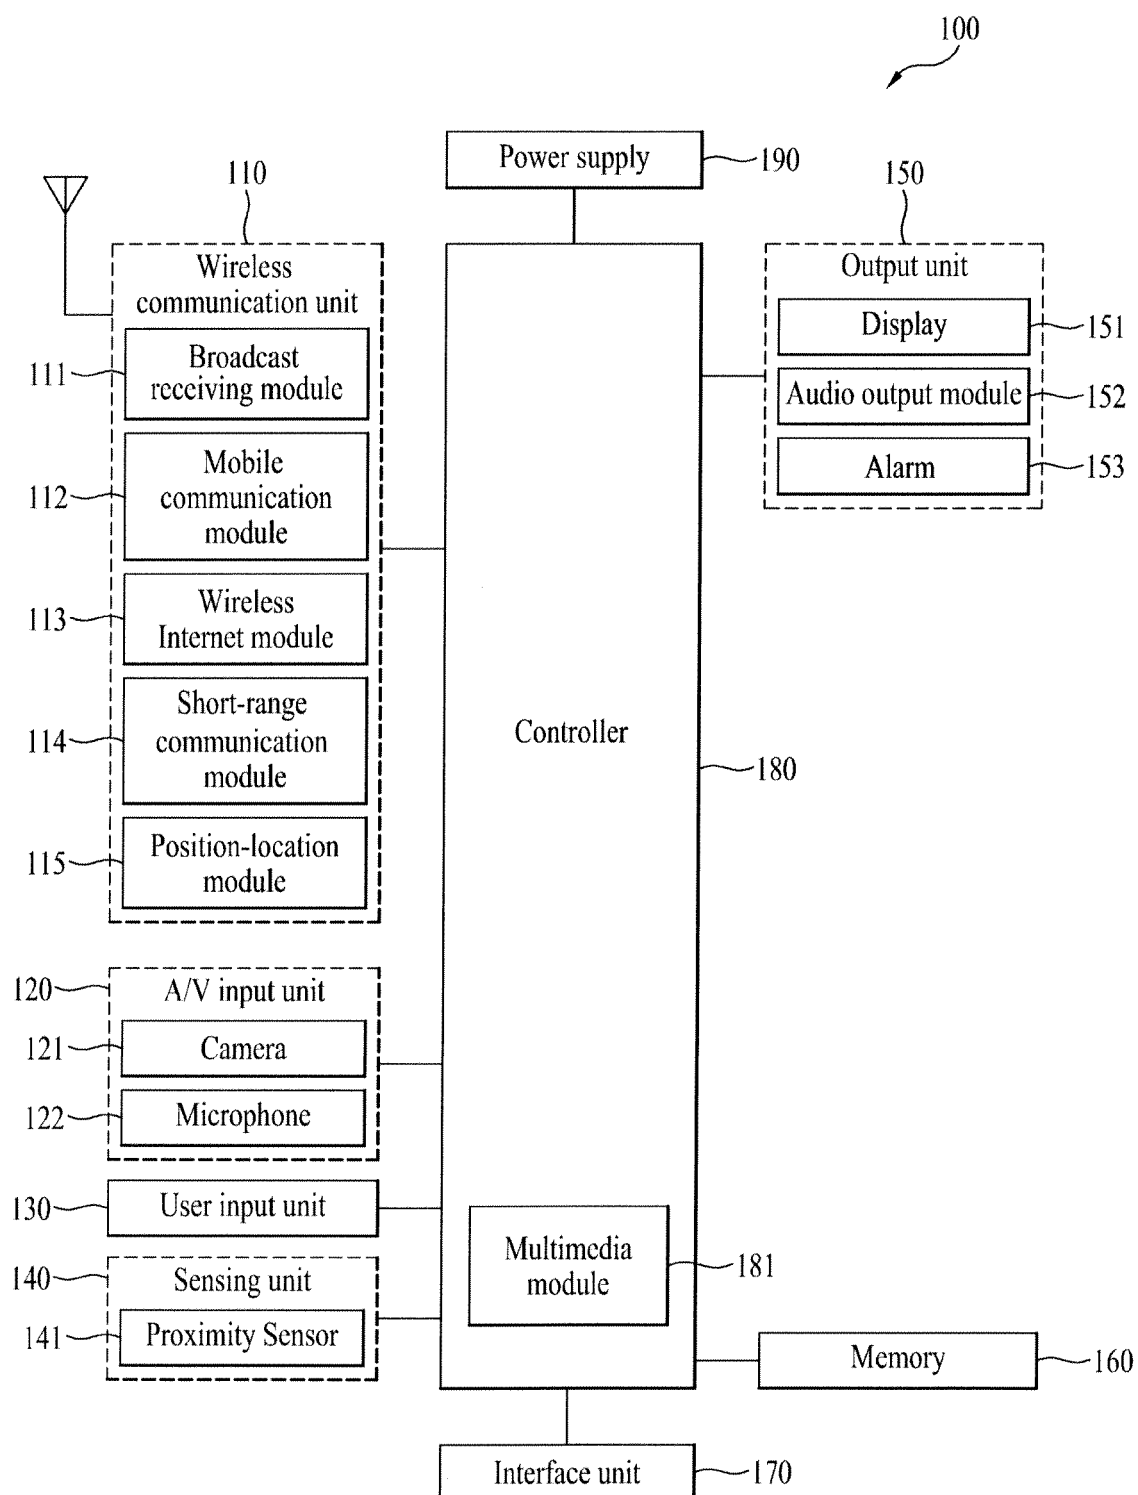 100
Power supply
190
110
150
Wireless
communication unit
Output unit
Display
151
Audio output module
152
Alarm
153
111
Broadcast
receiving module
112
Mobile
communication
module
113
Wireless
Internet module
114
Short-range
communication
module
115
Position-location
module
Controller
180
120
A/V input unit
121
Camera
122
Microphone
130
User input unit
140
Sensing unit
141
Proximity Sensor
Multimedia
module
181
Memory
160
Interface unit
170